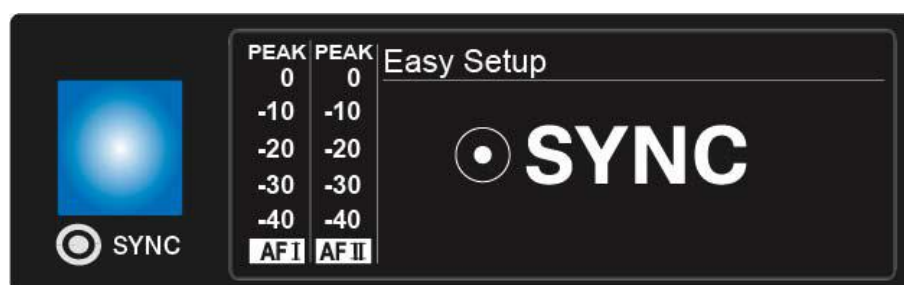 PEAK PEAK Easy Setup
0 0
-10 -10
-20 -20
SYNC
-30 -30
-40 -40
SYNC
AF I AF II